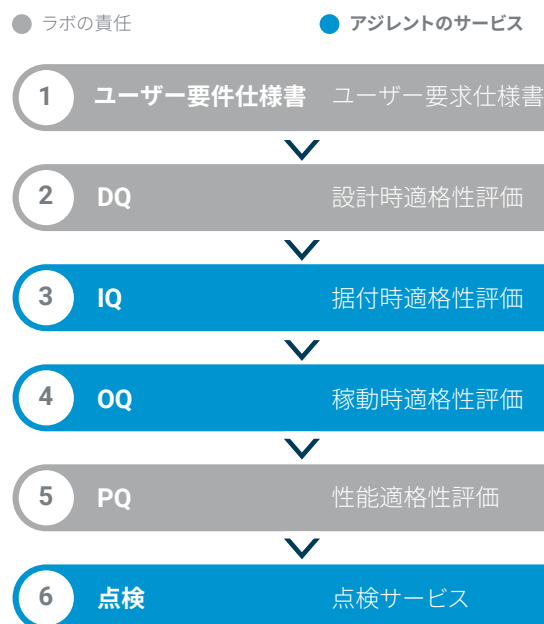 ラボの責任 アジレントのサービス
1 ユーザー要件仕様書 ユーザー要求仕様書
2 DQ 設計時適格性評価
3 IQ 据付時適格性評価
4 OQ 稼動時適格性評価
5 PQ 性能適格性評価
6 点検 点検サービス